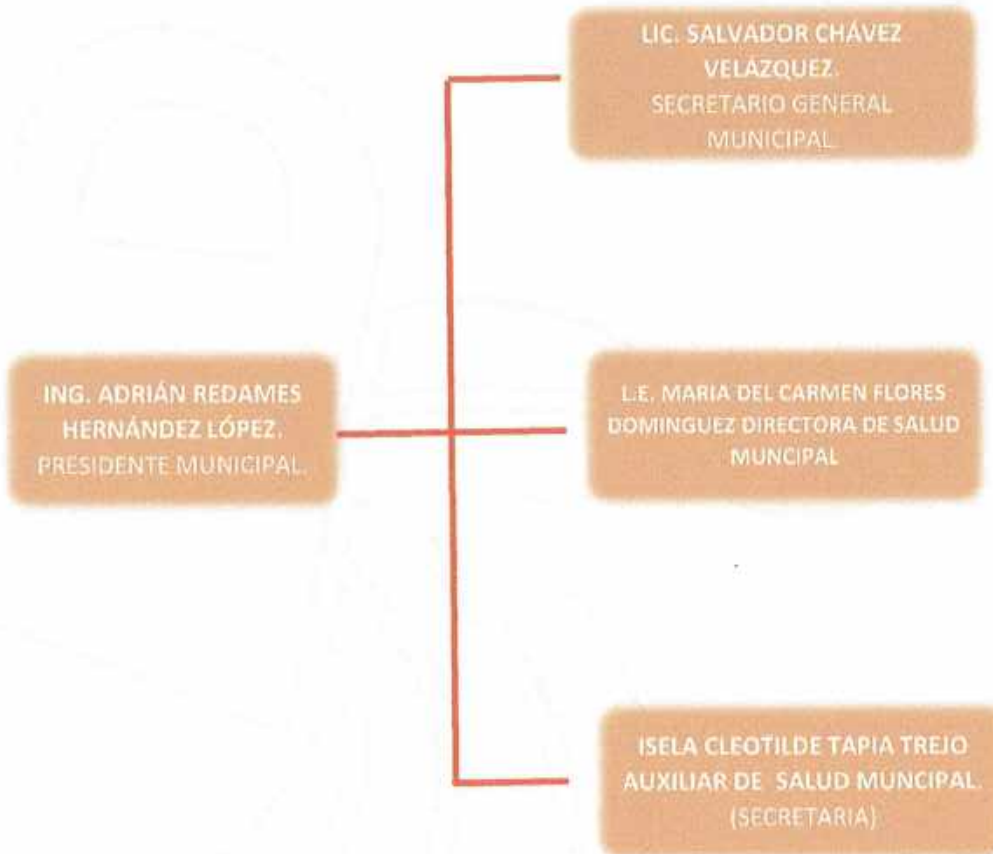 LIC. SALVADOR CHÁVEZ
VELÁZQUEZ.
SECRETARIO GENERAL
MUNICIPAL.
ING. ADRIÁN REDAMES
HERNÁNDEZ LÓPEZ.
PRESIDENTE MUNICIPAL.
L.E. MARIA DEL CARMEN FLORES
DOMINGUEZ DIRECTORA DE SALUD
MUNCIPAL
ISELA CLEOTILDE TAPIA TREJO
AUXILIAR DE SALUD MUNCIPAL.
(SECRETARIA)